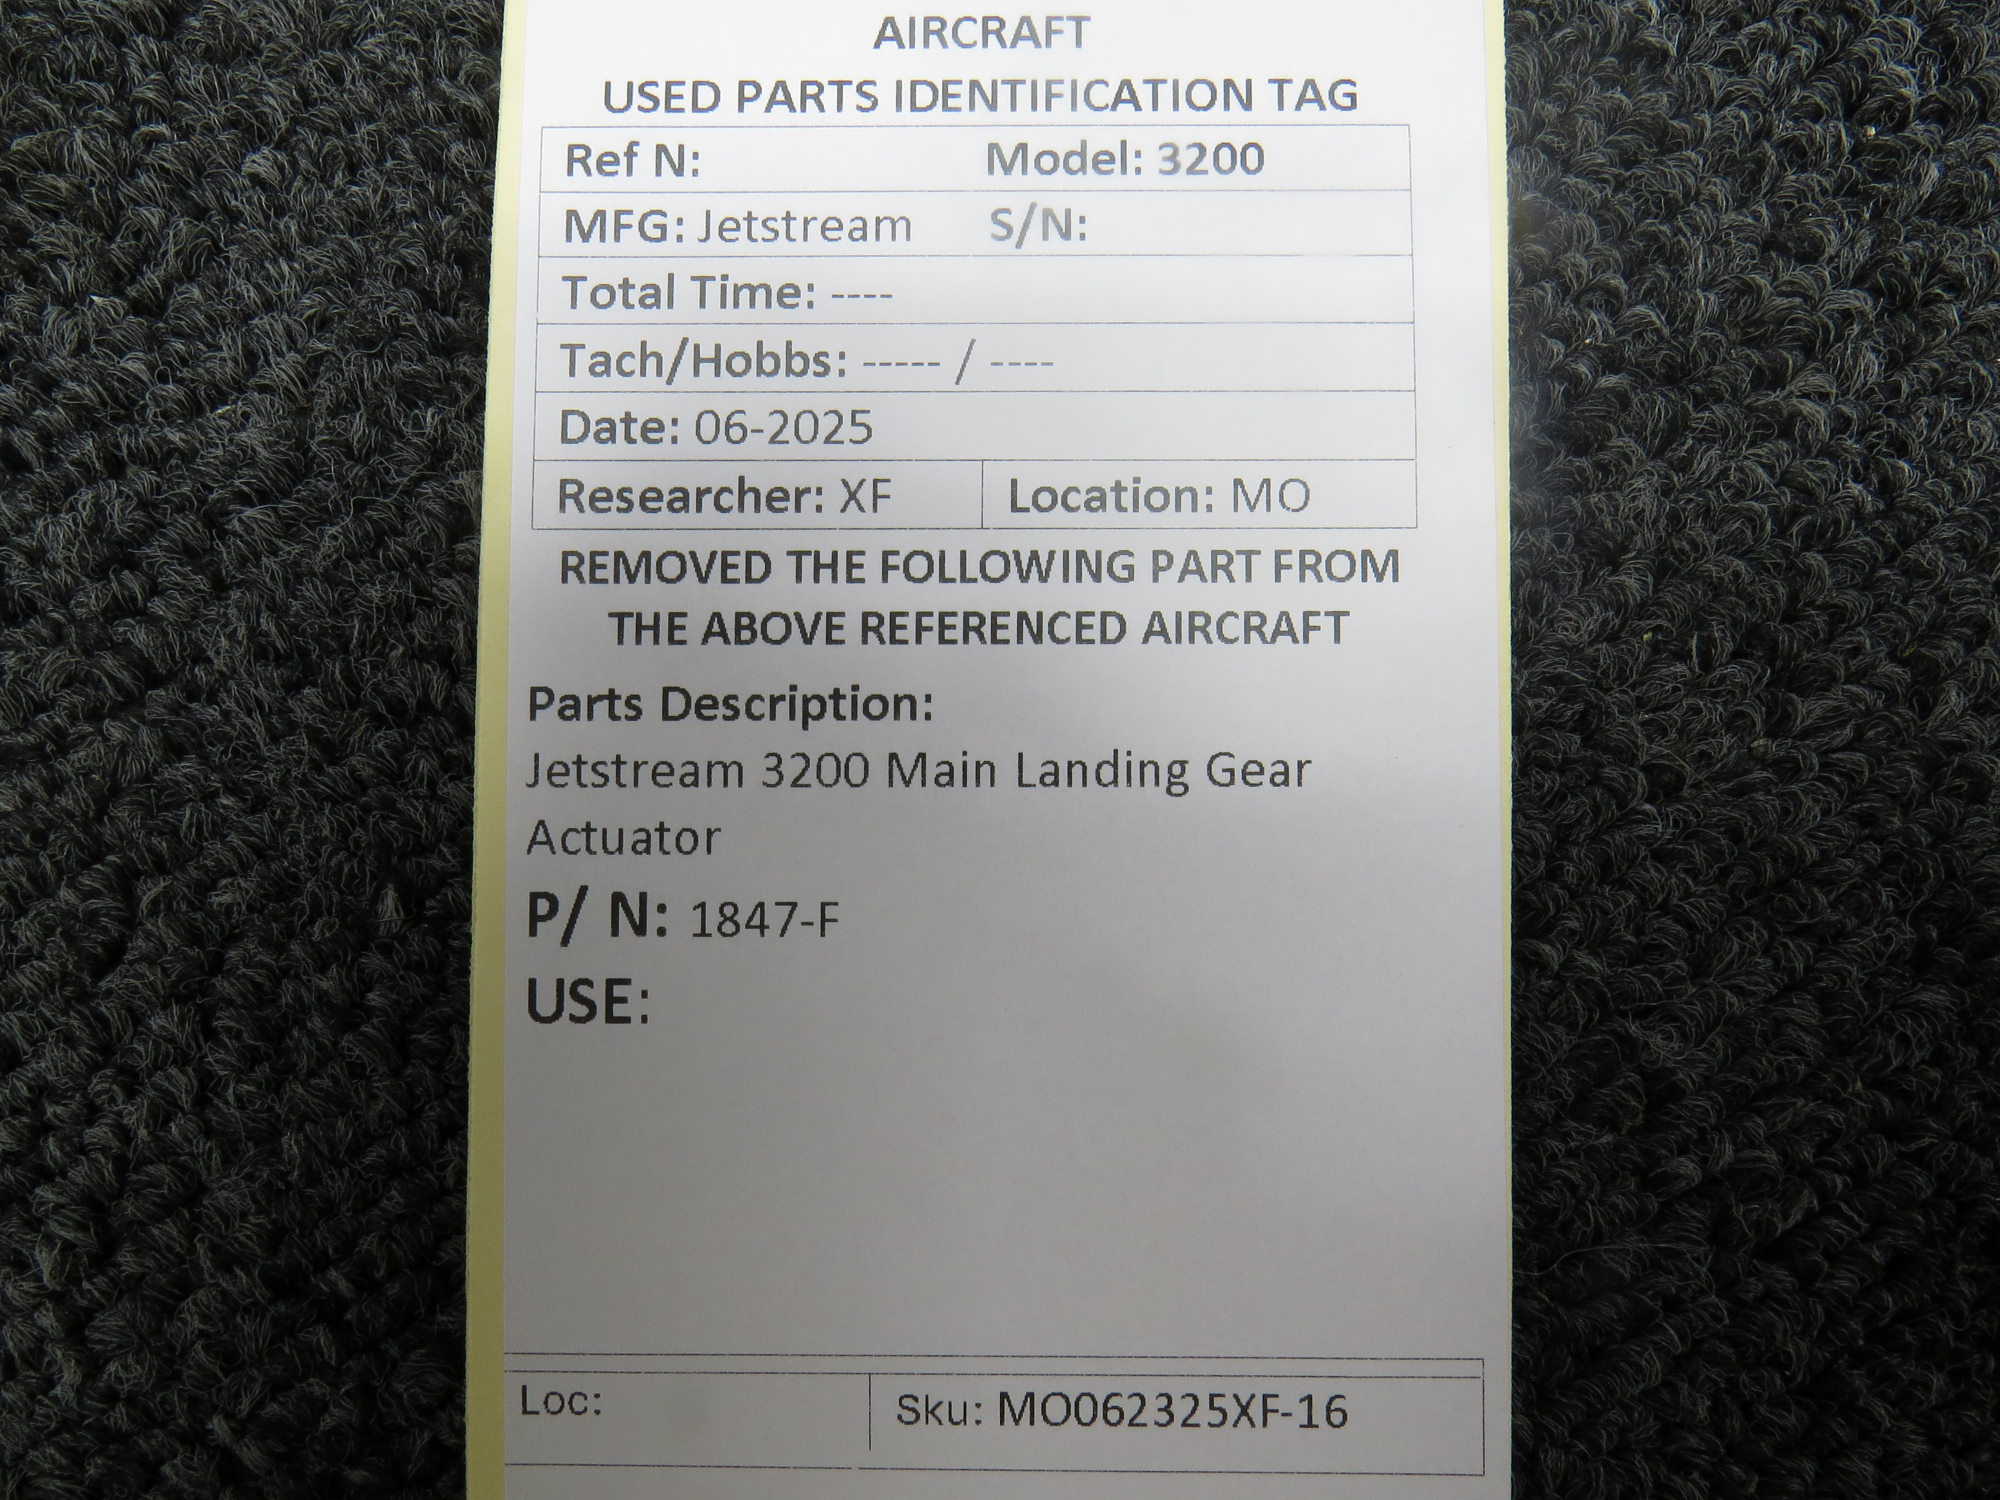 AIRCRAFT
USED PARTS IDENTIFICATION TAG
Ref N: Model: 3200
MFG: Jetstream S/N:
Total Time: ----
Tach/Hobbs: ----- / ----
Date: 06-2025
Researcher: XF Location: MO
REMOVED THE FOLLOWING PART FROM
THE ABOVE REFERENCED AIRCRAFT
Parts Description:
Jetstream 3200 Main Landing Gear
Actuator
P/ N: 1847-F
USE:
Loc: Sku: MO062325XF-16